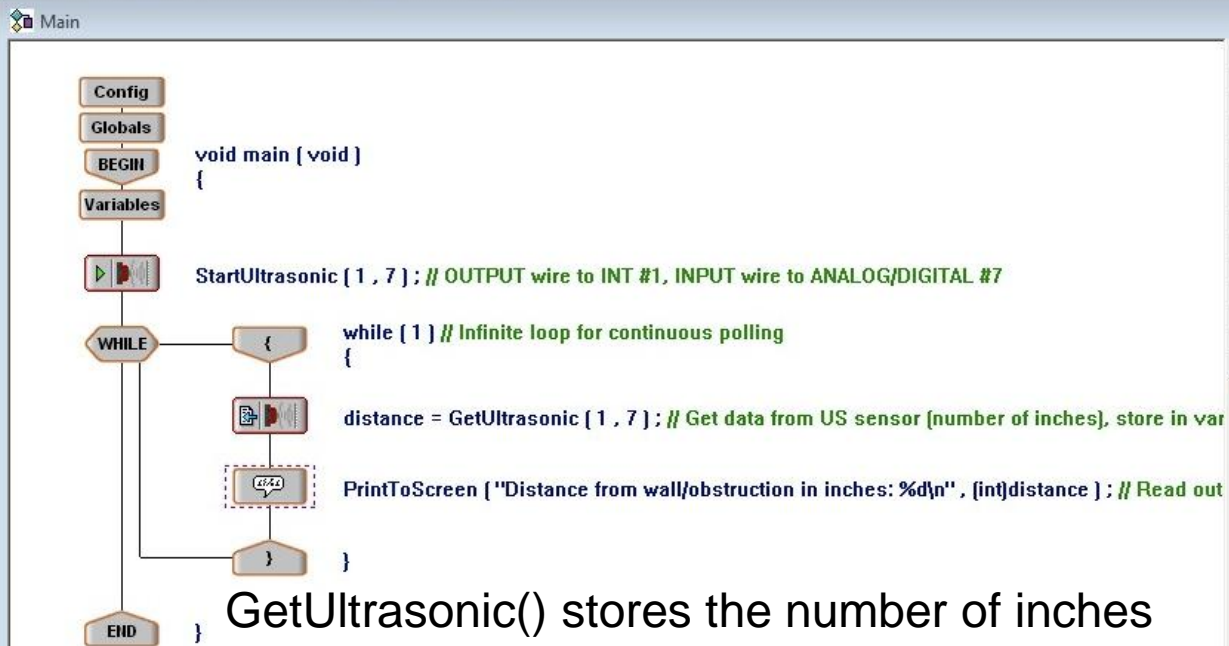 Main
Config
Globals
BEGIN
void main ( void )
{
Variables
StartUltrasonic ( 1 , 7 ) ; // OUTPUT wire to INT #1, INPUT wire to ANALOG/DIGITAL #7
WHILE
{
while ( 1 ) // Infinite loop for continuous polling
{
distance = GetUltrasonic ( 1 , 7 ) ; // Get data from US sensor (number of inches), store in var
PrintToScreen ( "Distance from wall/obstruction in inches: %d\n" , (int)distance ) ; // Read out
}
}
GetUltrasonic() stores the number of inches
END
}